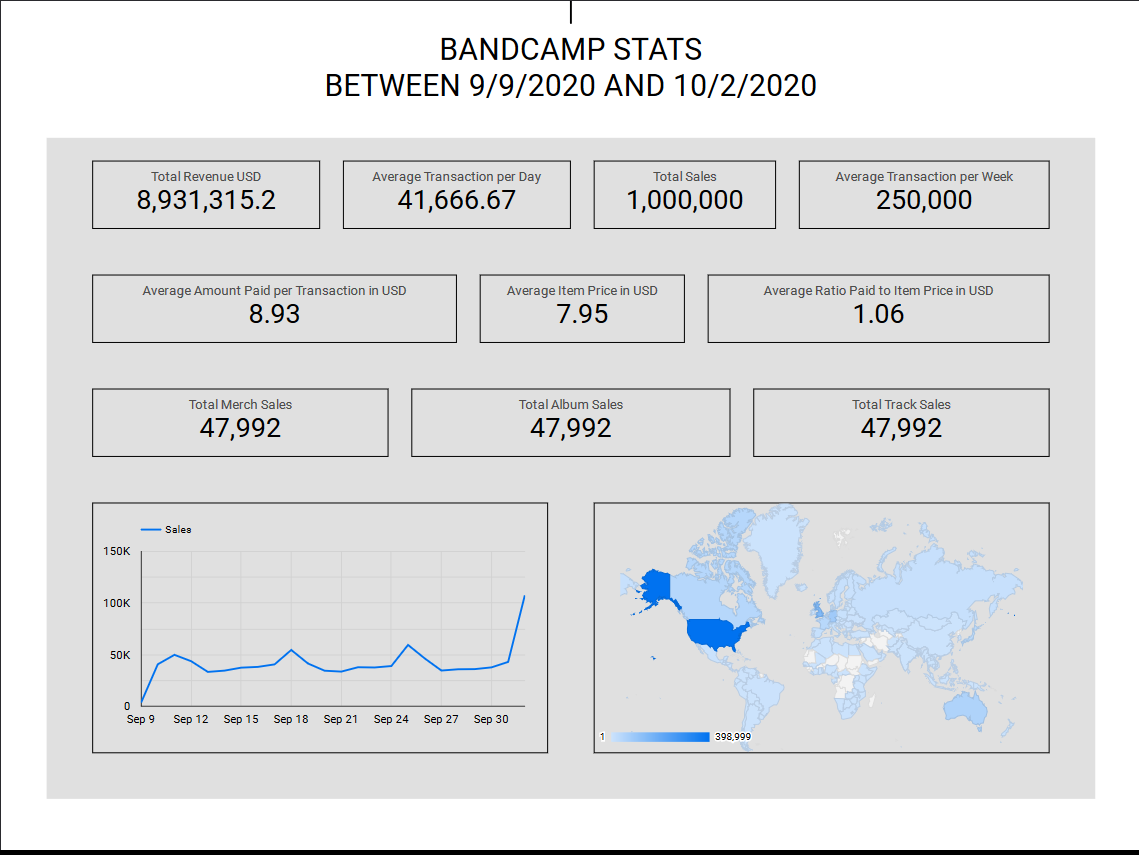 BANDCAMP STATS
BETWEEN 9/9/2020 AND 10/2/2020
Total Revenue USD
8,931,315.2
Average Transaction per Day
41,666.67
Total Sales
1,000,000
Average Transaction per Week
250,000
Average Amount Paid per Transaction in USD
8.93
Average Item Price in USD
7.95
Average Ratio Paid to Item Price in USD
1.06
Total Merch Sales
47,992
Total Album Sales
47,992
Total Track Sales
47,992
Sales
150K
100K
50K
0
Sep 9 Sep 12 Sep 15 Sep 18 Sep 21 Sep 24 Sep 27 Sep 30
1 398,999